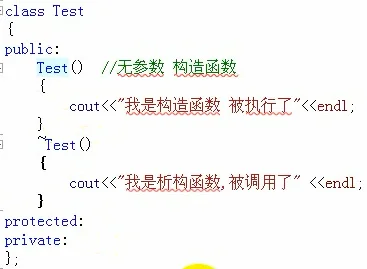 class Test
{
public:
Test() //无参数 构造函数
{
cout<<"我是构造函数 被执行了"<<endl;
}
~Test()
{
cout<<"我是析构函数,被调用了" <<endl;
}
protected:
private:
};